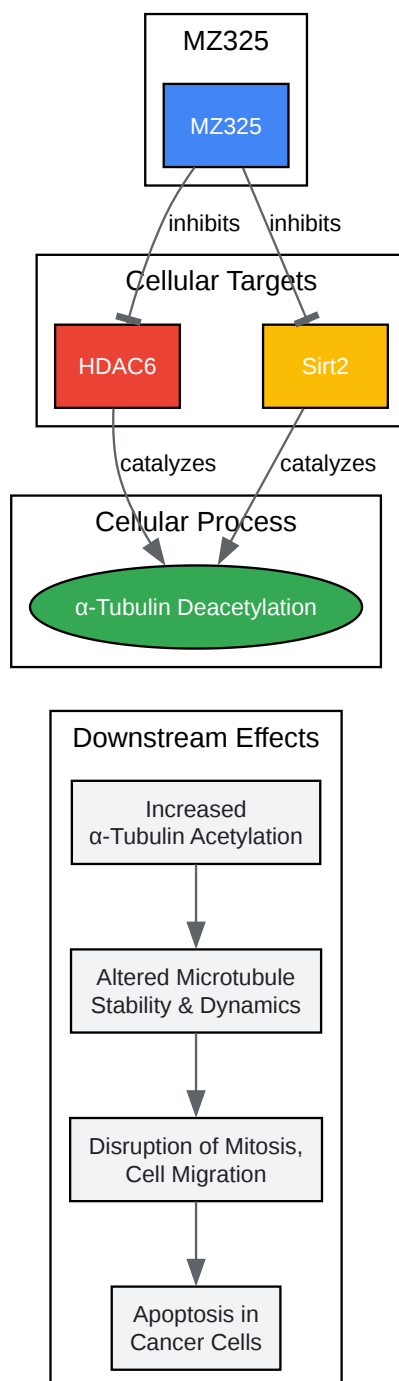 MZ325
MZ325
inhibits inhibits
Cellular Targets
HDAC6 Sirt2
catalyzes catalyzes
Cellular Process
α-Tubulin Deacetylation
Downstream Effects
Increased
α-Tubulin Acetylation
Altered Microtubule
Stability & Dynamics
Disruption of Mitosis,
Cell Migration
Apoptosis in
Cancer Cells